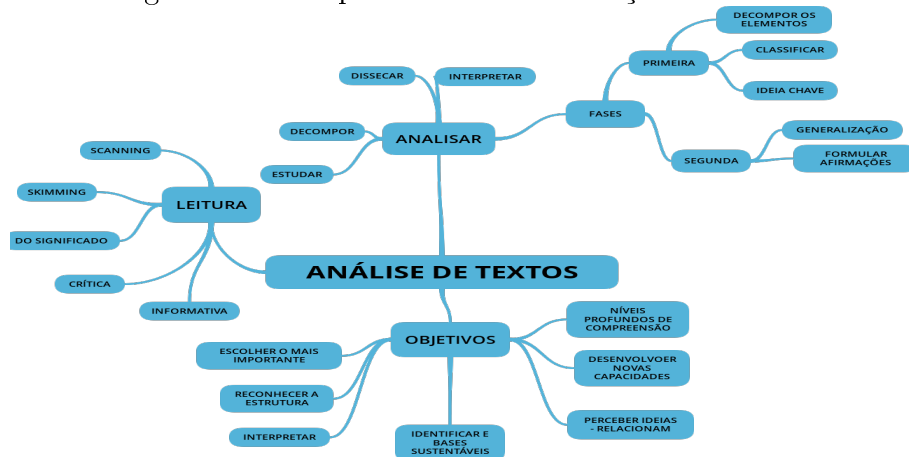 DECOMPOR OS
ELEMENTOS
CLASSIFICAR
PRIMEIRA
IDEIA CHAVE
DISSECAR
INTERPRETAR
FASES
DECOMPOR
ANALISAR
GENERALIZAÇÃO
SCANNING
SEGUNDA
FORMULAR
AFIRMAÇÕES
ESTUDAR
SKIMMING
LEITURA
DO SIGNIFICADO
CRÍTICA
ANÁLISE DE TEXTOS
INFORMATIVA
NÍVEIS
PROFUNDOS DE
COMPREENSÃO
OBJETIVOS
ESCOLHER O MAIS
IMPORTANTE
DESENVOLVOER
NOVAS
CAPACIDADES
RECONHECER A
ESTRUTURA
PERCEBER IDEIAS
- RELACIONAM
INTERPRETAR
IDENTIFICAR E
BASES
SUSTENTÁVEIS